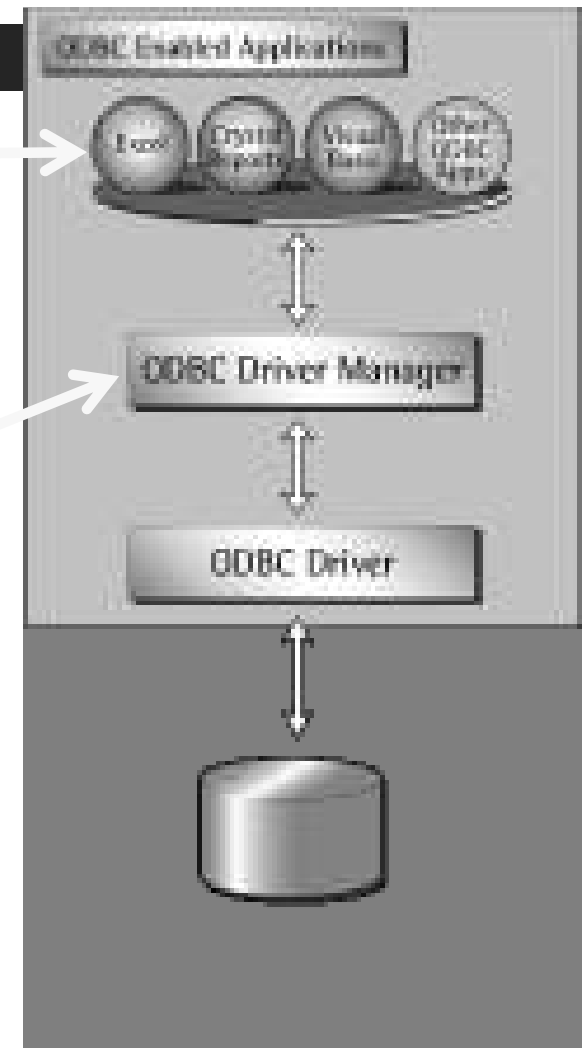 ODBC Enabled Applications
Excel
Crystal
Reports
Visual
Basic
Other
ODBC
Apps
ODBC Driver Manager
ODBC Driver